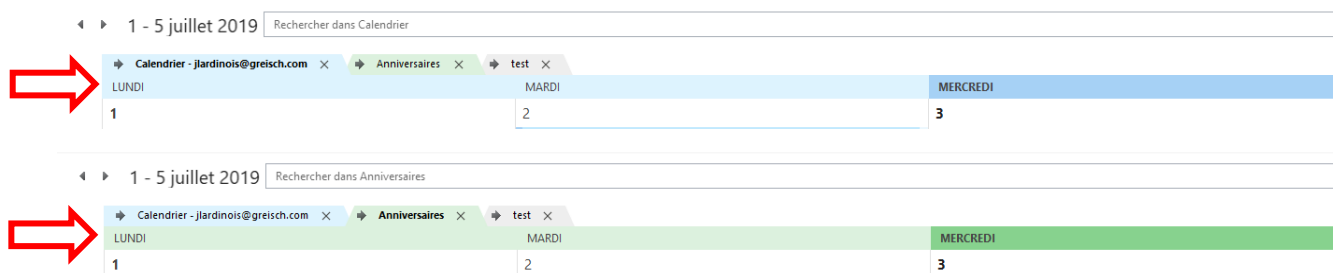 1 - 5 juillet 2019 Rechercher dans Calendrier
Calendrier - jlardinois@greisch.com Anniversaires test
LUNDI MARDI MERCREDI
1 2 3
1 - 5 juillet 2019 Rechercher dans Anniversaires
Calendrier - jlardinois@greisch.com Anniversaires test
LUNDI MARDI MERCREDI
1 2 3